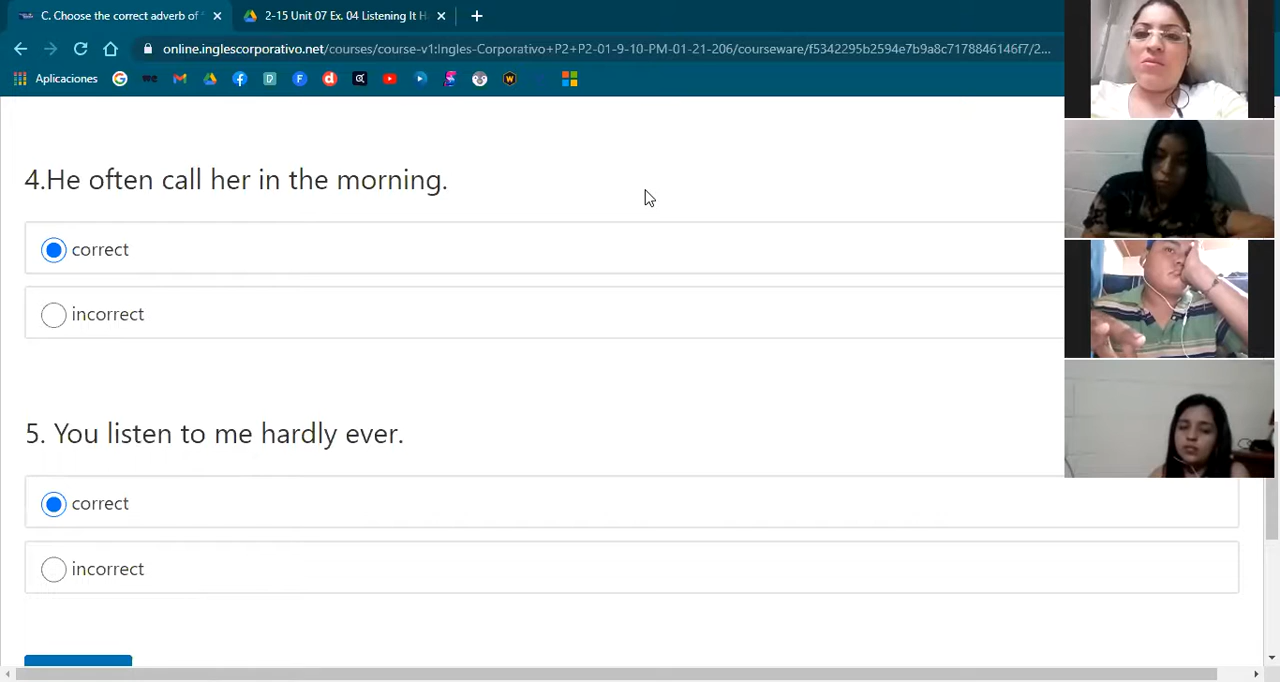 C. Choose the correct adverb of
2-15 Unit 07 Ex. 04 Listening It H
online.inglescorporativo.net/courses/course-v1:Ingles-Corporativo+P2+P2-01-9-10-PM-01-21-206/courseware/f5342295b2594e7b9a8c7178846146f7/2...
Aplicaciones
4.He often call her in the morning.
correct
incorrect
5. You listen to me hardly ever.
correct
incorrect